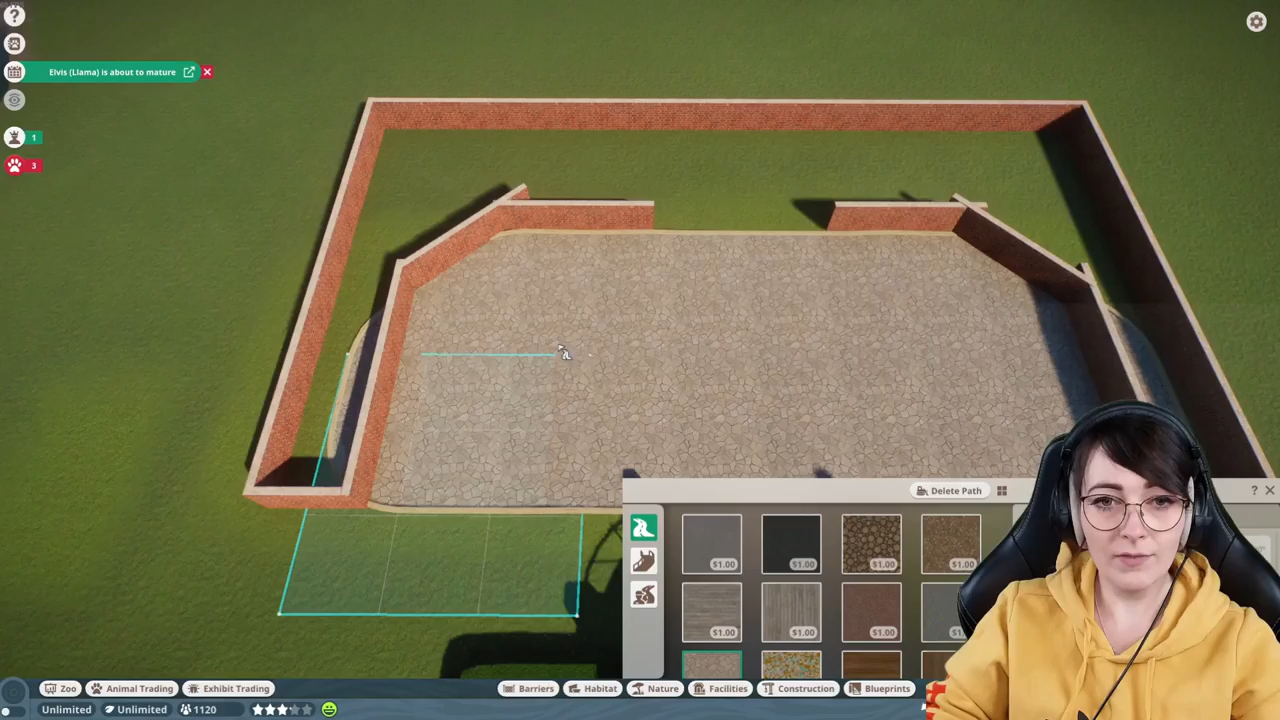 ?
Elvis (Llama) is about to mature
1
3
Delete Path
?
$1.00 $1.00 $1.00 $1.00
$1.00 $1.00 $1.00
Zoo Animal Trading Exhibit Trading Barriers Habitat Nature Facilities Construction Blueprints
Unlimited Unlimited 1120